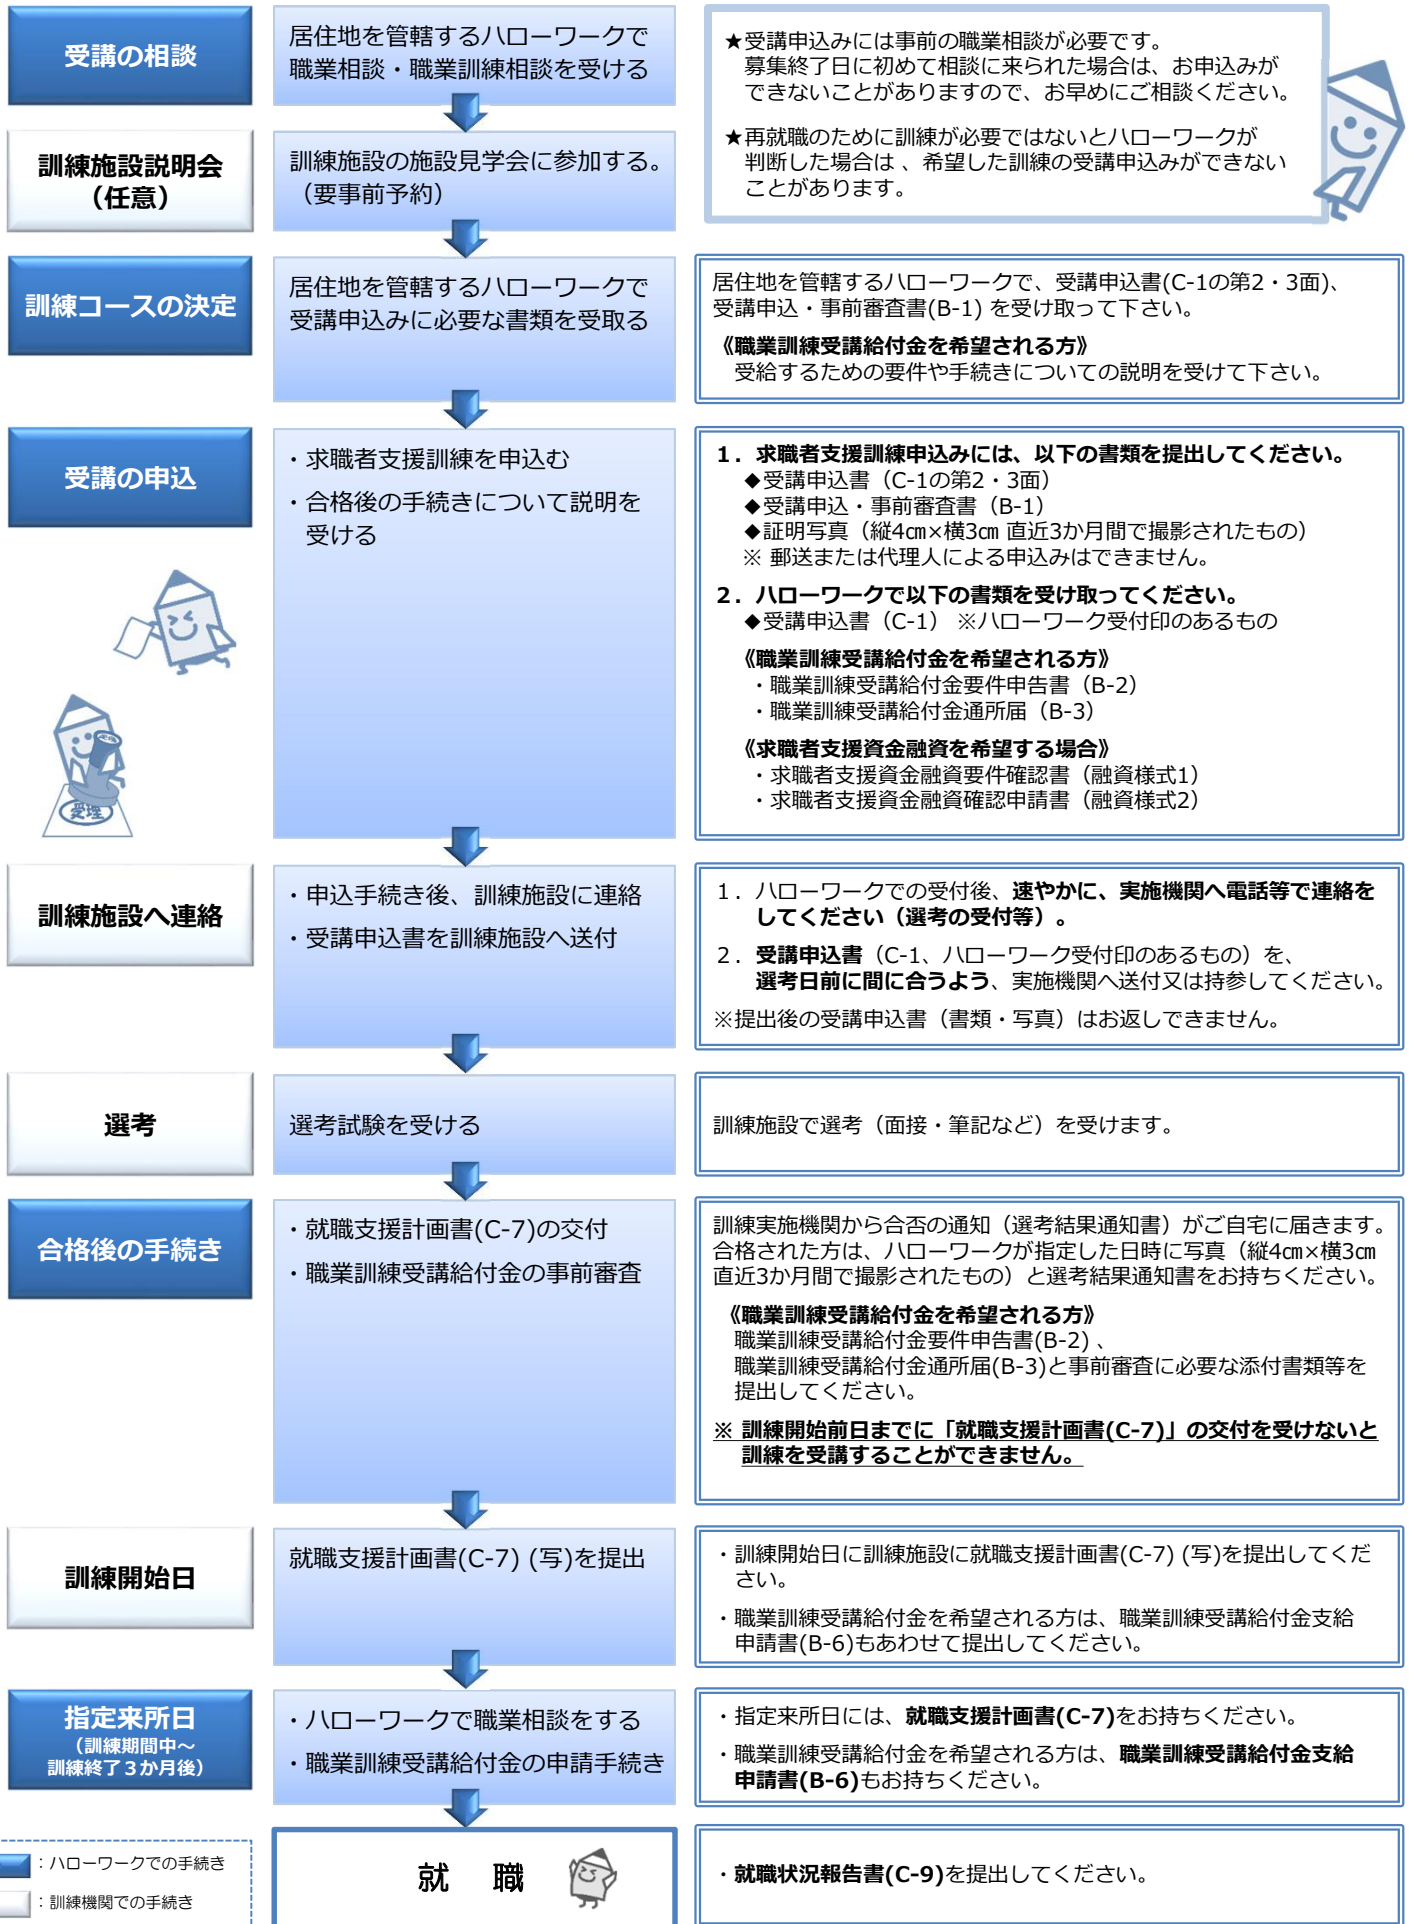 受講の相談
居住地を管轄するハローワークで
職業相談・職業訓練相談を受ける
★受講申込みには事前の職業相談が必要です。
募集終了日に初めて相談に来られた場合は、お申込みが
できないことがありますので、お早めにご相談ください。
★再就職のために訓練が必要ではないとハローワークが
判断した場合は 、希望した訓練の受講申込みができない
ことがあります。
訓練施設説明会
（任意）
訓練施設の施設見学会に参加する。
（要事前予約）
訓練コースの決定
居住地を管轄するハローワークで
受講申込みに必要な書類を受取る
居住地を管轄するハローワークで、受講申込書(C-1の第2・3面)、
受講申込・事前審査書(B-1) を受け取って下さい。
《職業訓練受講給付金を希望される方》
受給するための要件や手続きについての説明を受けて下さい。
受講の申込
・求職者支援訓練を申込む
・合格後の手続きについて説明を
受ける
１．求職者支援訓練申込みには、以下の書類を提出してください。
◆受講申込書（C-1の第2・3面）
◆受講申込・事前審査書（B-1）
◆証明写真（縦4㎝×横3㎝ 直近3か月間で撮影されたもの）
※ 郵送または代理人による申込みはできません。
２．ハローワークで以下の書類を受け取ってください。
◆受講申込書（C-1） ※ハローワーク受付印のあるもの
《職業訓練受講給付金を希望される方》
・職業訓練受講給付金要件申告書（B-2）
・職業訓練受講給付金通所届（B-3）
《求職者支援資金融資を希望する場合》
・求職者支援資金融資要件確認書（融資様式1）
・求職者支援資金融資確認申請書（融資様式2）
受理
訓練施設へ連絡
・申込手続き後、訓練施設に連絡
・受講申込書を訓練施設へ送付
１．ハローワークでの受付後、速やかに、実施機関へ電話等で連絡を
してください（選考の受付等）。
２．受講申込書（C-1、ハローワーク受付印のあるもの）を、
選考日前に間に合うよう、実施機関へ送付又は持参してください。
※提出後の受講申込書（書類・写真）はお返しできません。
選考
選考試験を受ける
訓練施設で選考（面接・筆記など）を受けます。
合格後の手続き
・就職支援計画書(C-7)の交付
・職業訓練受講給付金の事前審査
訓練実施機関から合否の通知（選考結果通知書）がご自宅に届きます。
合格された方は、ハローワークが指定した日時に写真（縦4㎝×横3㎝
直近3か月間で撮影されたもの）と選考結果通知書をお持ちください。
《職業訓練受講給付金を希望される方》
職業訓練受講給付金要件申告書(B-2) 、
職業訓練受講給付金通所届(B-3)と事前審査に必要な添付書類等を
提出してください。
※ 訓練開始前日までに「就職支援計画書(C-7)」の交付を受けないと
訓練を受講することができません。
訓練開始日
就職支援計画書(C-7) (写)を提出
・訓練開始日に訓練施設に就職支援計画書(C-7) (写)を提出してくだ
さい。
・職業訓練受講給付金を希望される方は、職業訓練受講給付金支給
申請書(B-6)もあわせて提出してください。
指定来所日
（訓練期間中～
訓練終了３か月後）
・ハローワークで職業相談をする
・職業訓練受講給付金の申請手続き
・指定来所日には、就職支援計画書(C-7)をお持ちください。
・職業訓練受講給付金を希望される方は、職業訓練受講給付金支給
申請書(B-6)もお持ちください。
：ハローワークでの手続き
：訓練機関での手続き
就 職
・就職状況報告書(C-9)を提出してください。